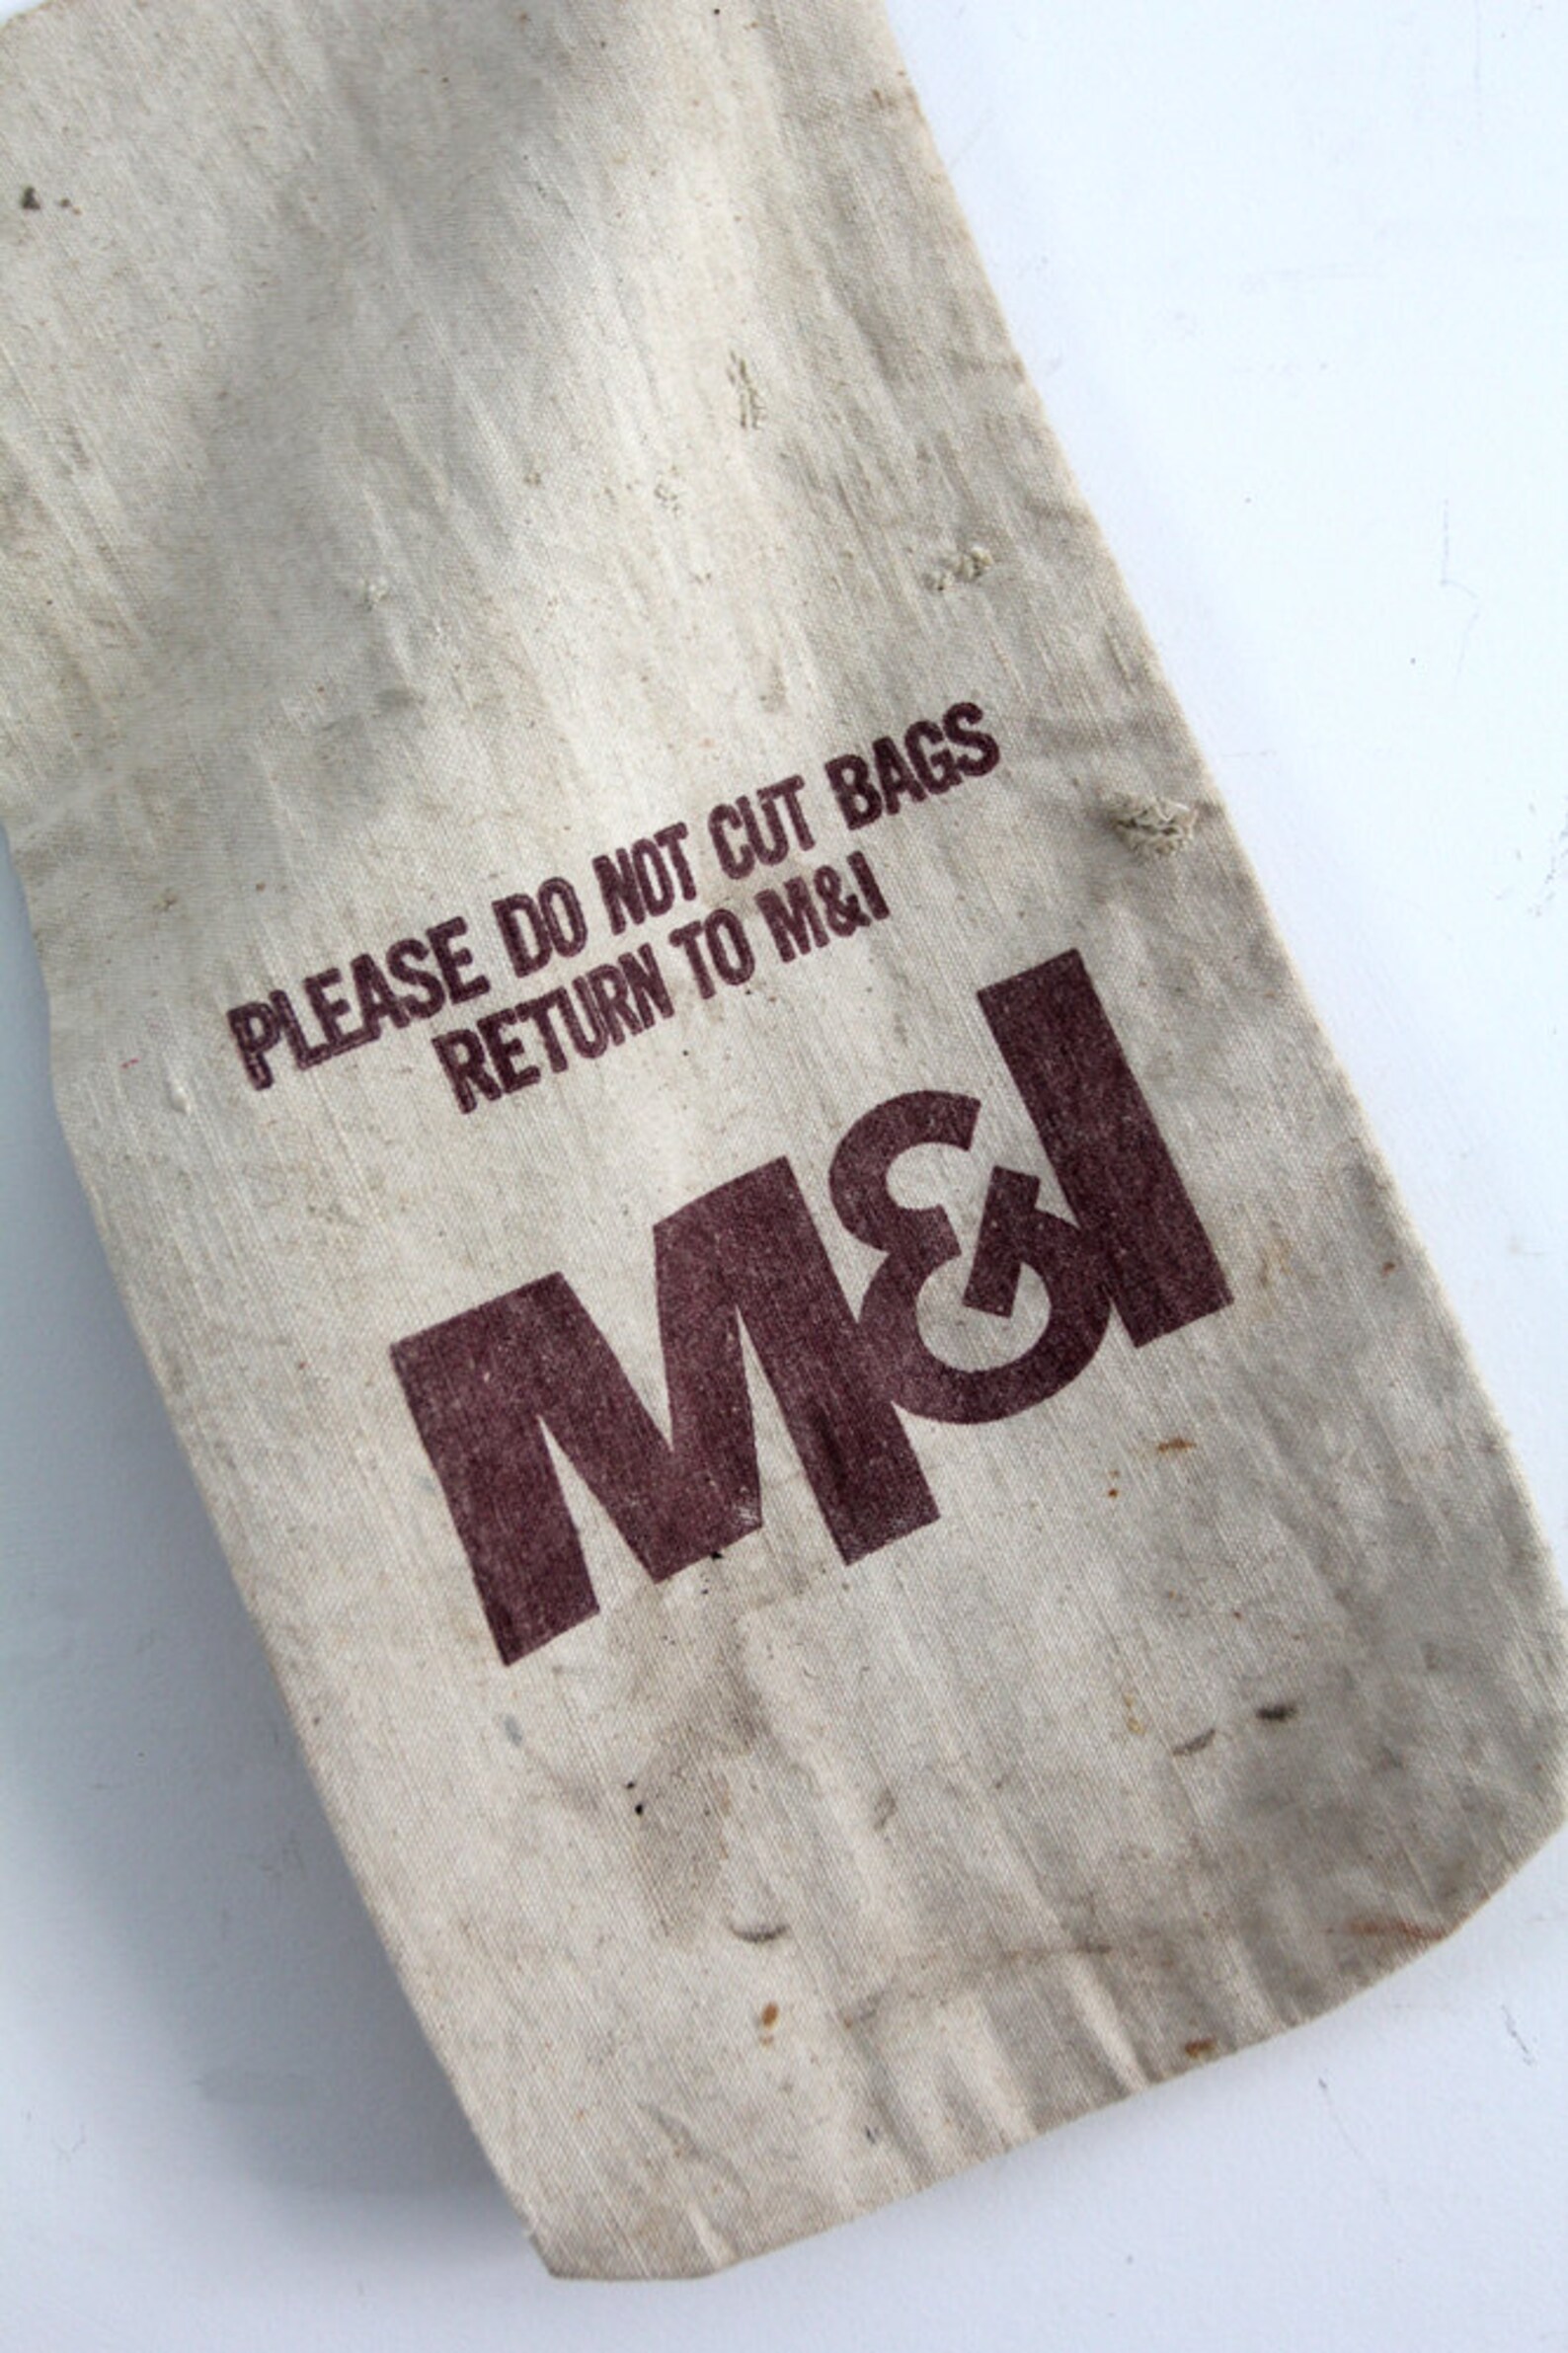 PLEASE DO NOT CUT BAGS
RETURN TO M&I
M&I